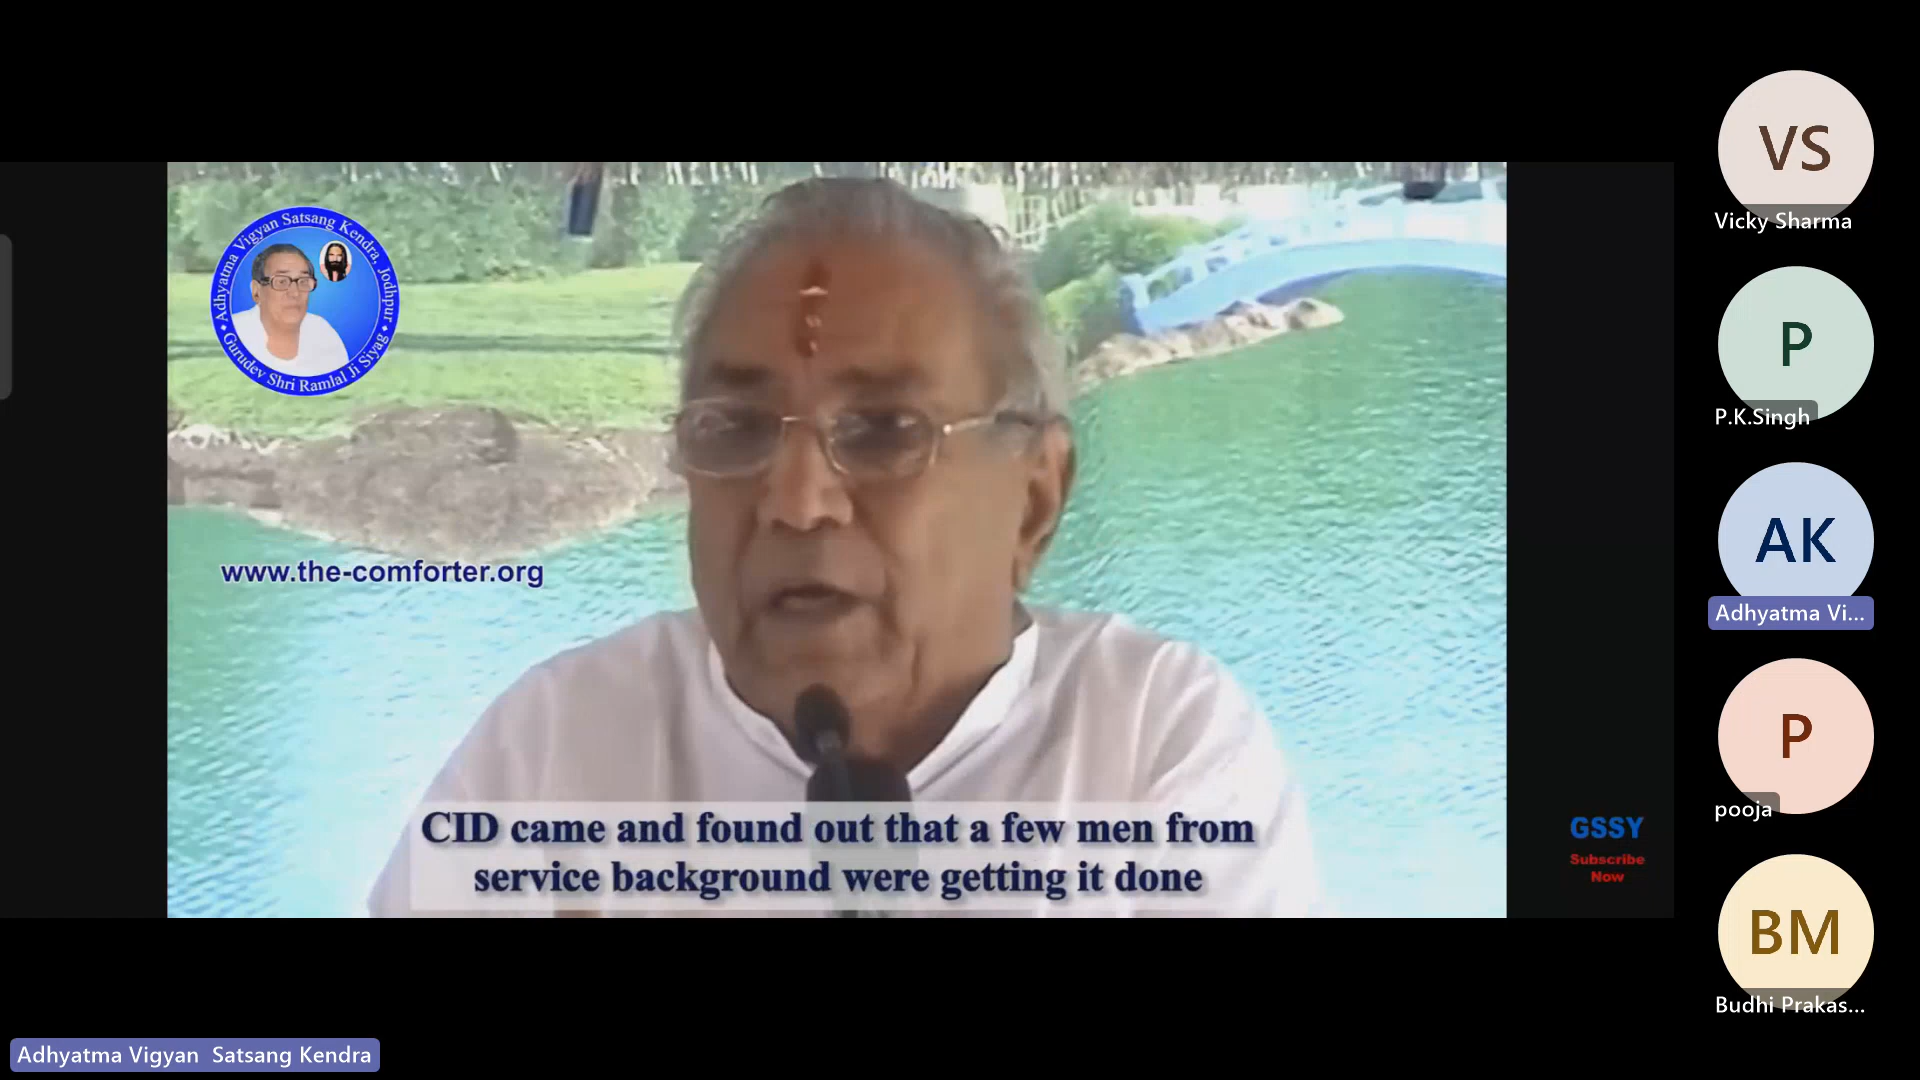 Adhyatma Vigyan Satsang Kendra, Jodhpur
Gurudev Shri Ramlal Ji Siyag
www.the-comforter.org
CID came and found out that a few men from
service background were getting it done
GSSY
Subscribe
Now
VS
Vicky Sharma
P
P.K.Singh
AK
Adhyatma Vi...
P
pooja
BM
Budhi Prakas...
Adhyatma Vigyan Satsang Kendra